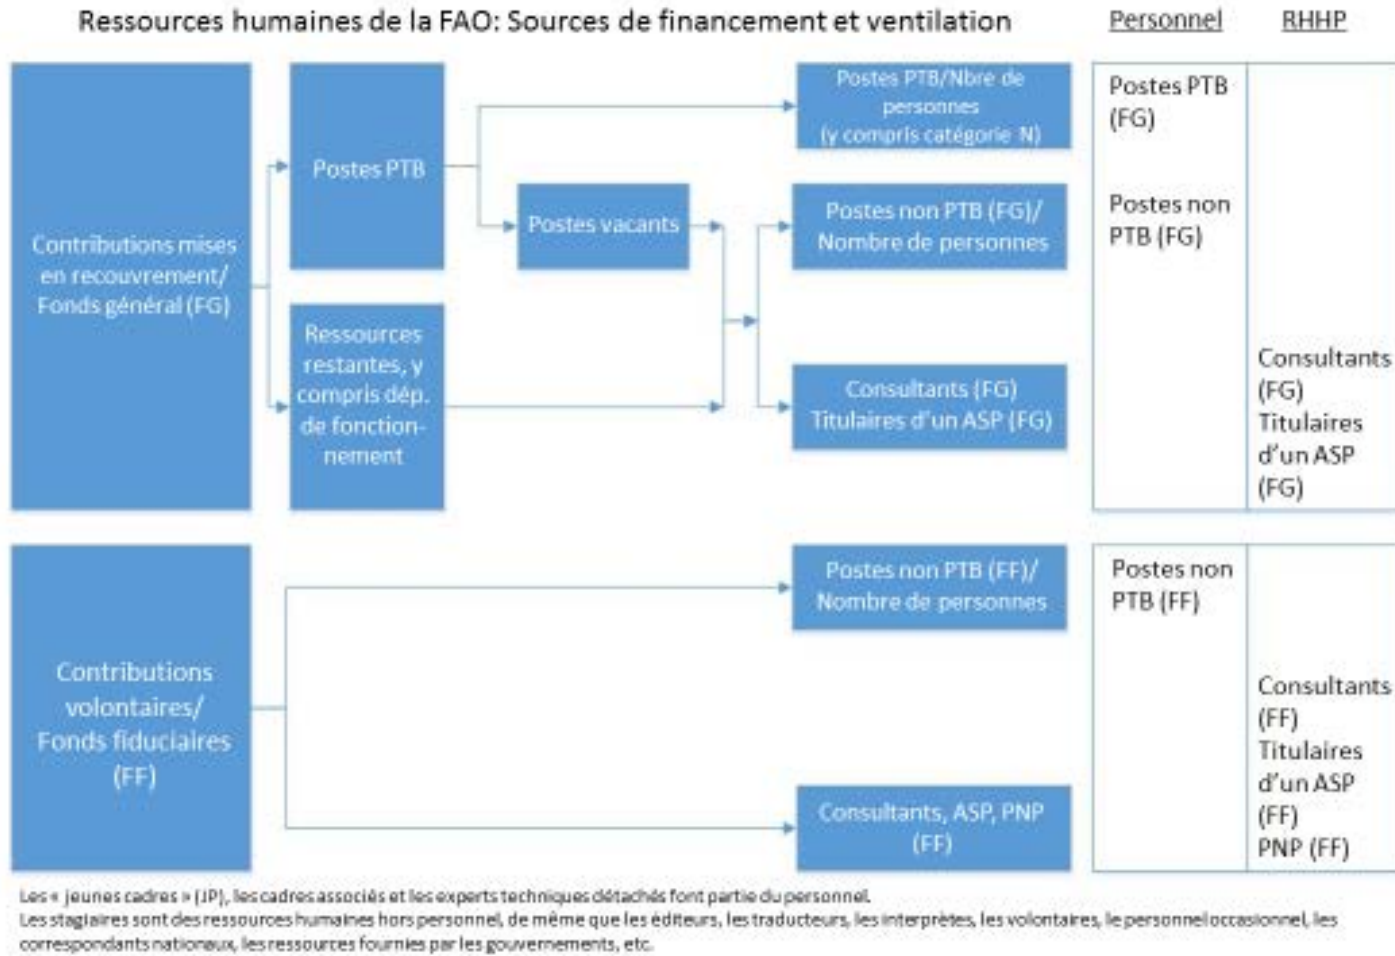 Ressources humaines de la FAO: Sources de financement et ventilation
Personnel
RHHP
Contributions mises
en recouvrement/
Fonds général (FG)
Postes PTB
Ressources
restantes, y
compris dép.
de fonction-
nement
Postes vacants
Postes PTB/Nbre de
personnes
(y compris catégorie N)
Postes non PTB (FG)/
Nombre de personnes
Consultants (FG)
Titulaires d'un ASP (FG)
Postes PTB
(FG)
Postes non
PTB (FG)
Consultants
(FG)
Titulaires
d'un ASP
(FG)
Contributions
volontaires/
Fonds fiduciaires
(FF)
Postes non PTB (FF)/
Nombre de personnes
Consultants, ASP, PNP
(FF)
Postes non
PTB (FF)
Consultants
(FF)
Titulaires
d'un ASP
(FF)
PNP (FF)
Les « jeunes cadres » (JP), les cadres associés et les experts techniques détachés font partie du personnel.
Les stagiaires sont des ressources humaines hors personnel, de même que les éditeurs, les traducteurs, les interprètes, les volontaires, le personnel occasionnel, les
correspondants nationaux, les ressources fournies par les gouvernements, etc.